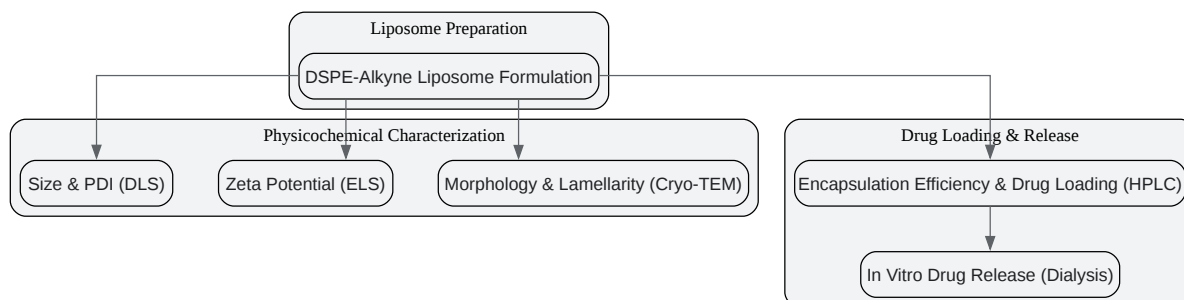 Liposome Preparation
DSPE-Alkyne Liposome Formulation
Physicochemical Characterization
Drug Loading & Release
Size & PDI (DLS)
Zeta Potential (ELS)
Morphology & Lamellarity (Cryo-TEM)
Encapsulation Efficiency & Drug Loading (HPLC)
In Vitro Drug Release (Dialysis)